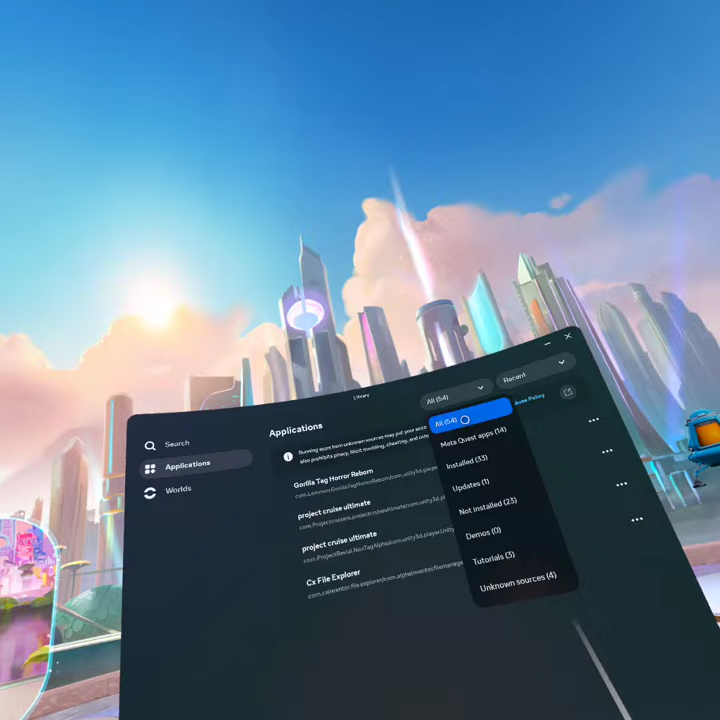 Library
Search
Applications
Worlds
Applications
All (54)
Recent
Running apps from unknown sources may put your acco
also prohibits piracy, illicit modding, cheating, and othe
Policy
Gorilla Tag Horror Reborn
project cruise ultimate
project cruise ultimate
Cx File Explorer
All (54)
Meta Quest apps (14)
Installed (33)
Updates (1)
Not installed (23)
Demos (0)
Tutorials (3)
Unknown sources (4)